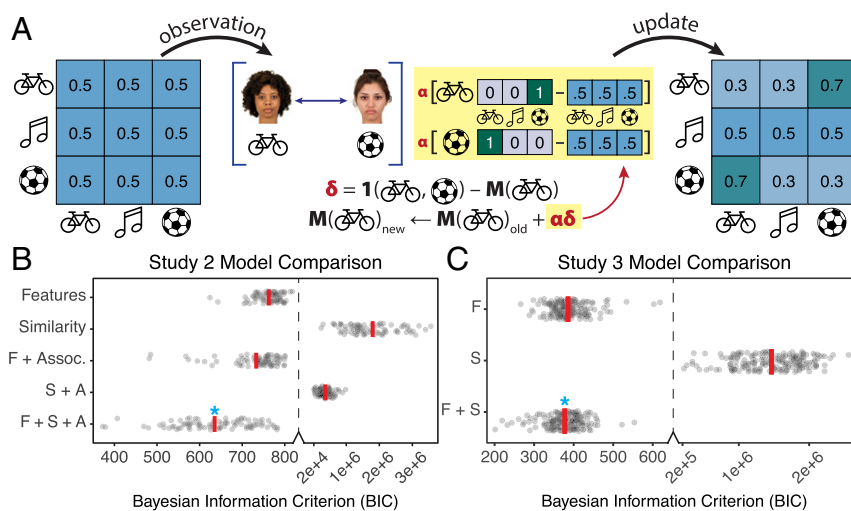 A
observation
update
0.5 0.5 0.5
0.5 0.5 0.5
0.5 0.5 0.5
α [ 0 0 1 – .5 .5 .5 ]
α [ 1 0 0 – .5 .5 .5 ]
δ = 1( , ) – M( )
M( )new ← M( )old + αδ
0.3 0.3 0.7
0.5 0.5 0.5
0.7 0.3 0.3
B
Study 2 Model Comparison
Features
Similarity
F + Assoc.
S + A
F + S + A
*
400 500 600 700 800 2e+4 1e+6 2e+6 3e+6
Bayesian Information Criterion (BIC)
C
Study 3 Model Comparison
F
S
F + S
*
200 300 400 500 600 2e+5 1e+6 2e+6
Bayesian Information Criterion (BIC)